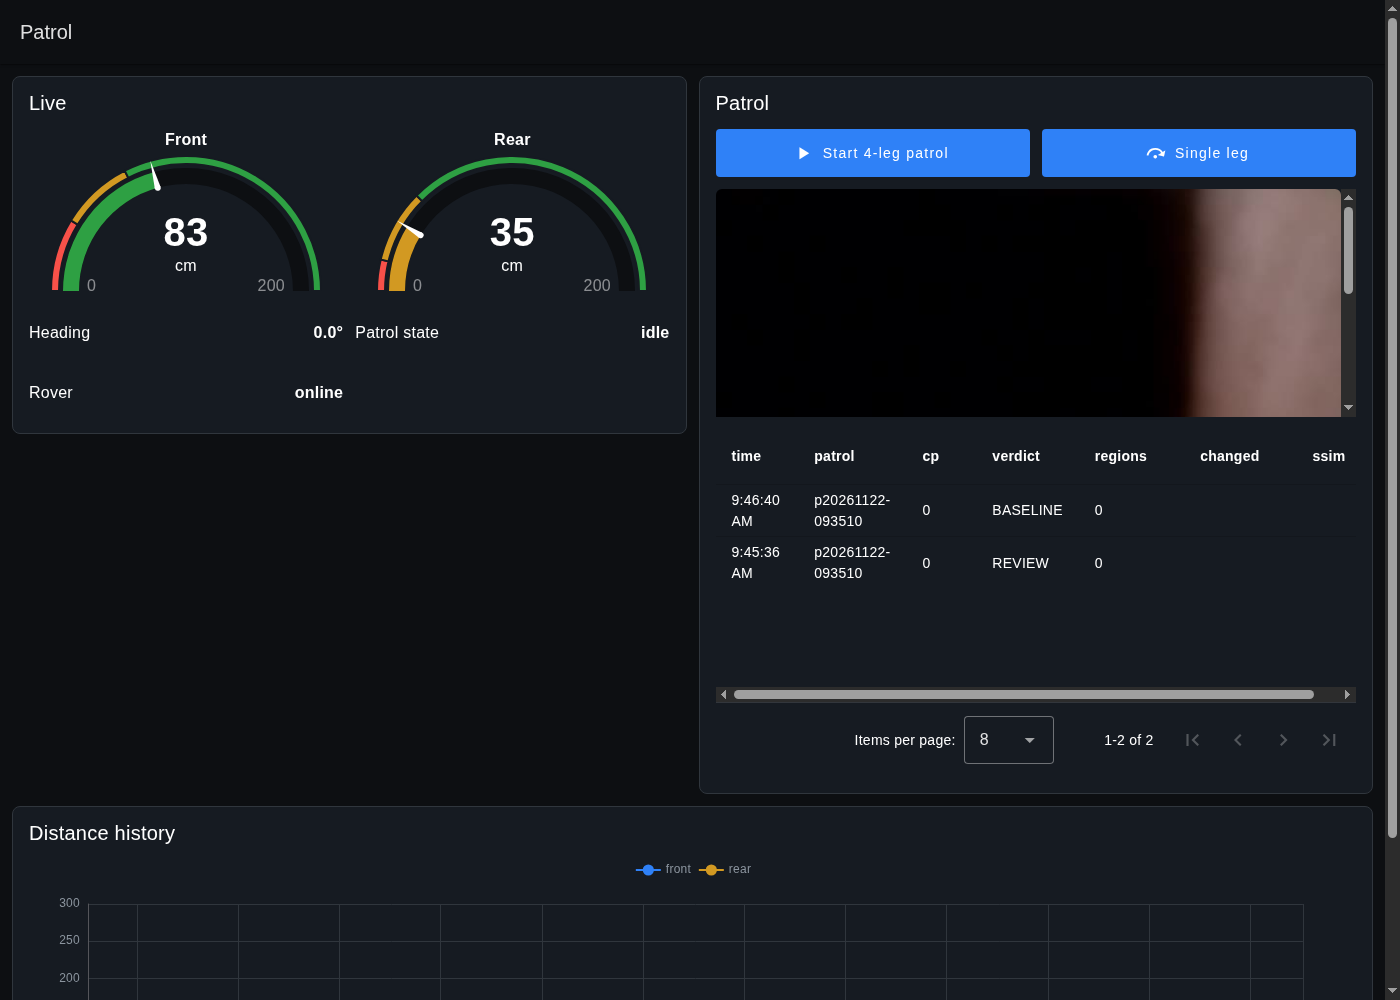 Patrol
Live
Front
Rear
83
cm
0
200
35
cm
0
200
Heading 0.0°
Patrol state idle
Rover online
Patrol
Start 4-leg patrol
Single leg
time patrol cp verdict regions changed ssim
9:46:40 AM p20261122-093510 0 BASELINE 0
9:45:36 AM p20261122-093510 0 REVIEW 0
Items per page: 8 1-2 of 2
Distance history
front rear
300
250
200